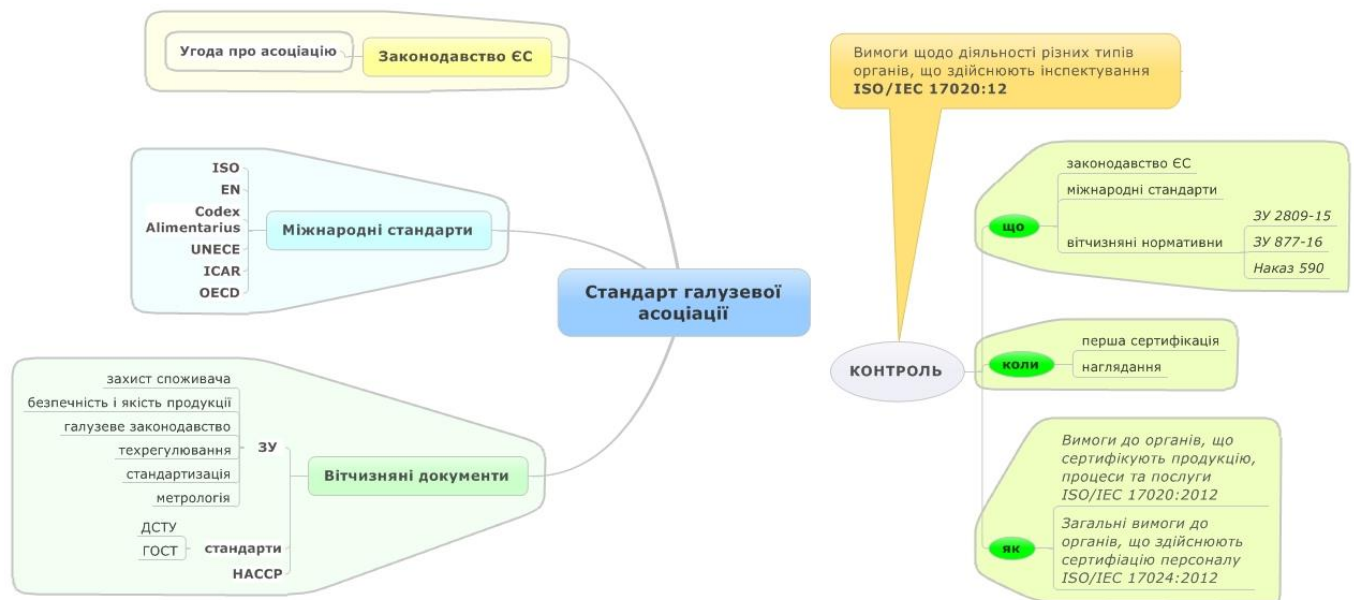 Угода про асоціацію
Законодавство ЄС
ISO
EN
Codex
Alimentarius
UNECE
ICAR
OECD
Міжнародні стандарти
Стандарт галузевої
асоціації
захист споживача
безпечність і якість продукції
галузеве законодавство
техрегулювання
стандартизація
метрологія
ЗУ
ДСТУ
ГОСТ
стандарти
НАССР
Вітчизняні документи
Вимоги щодо діяльності різних типів
органів, що здійснюють інспектування
ISO/IEC 17020:12
КОНТРОЛЬ
що
законодавство ЄС
міжнародні стандарти
вітчизняні нормативни
ЗУ 2809-15
ЗУ 877-16
Наказ 590
коли
перша сертифікація
наглядання
як
Вимоги до органів, що
сертифікують продукцію,
процеси та послуги
ISO/IEC 17020:2012
Загальні вимоги до
органів, що здійснюють
сертифіацію персоналу
ISO/IEC 17024:2012